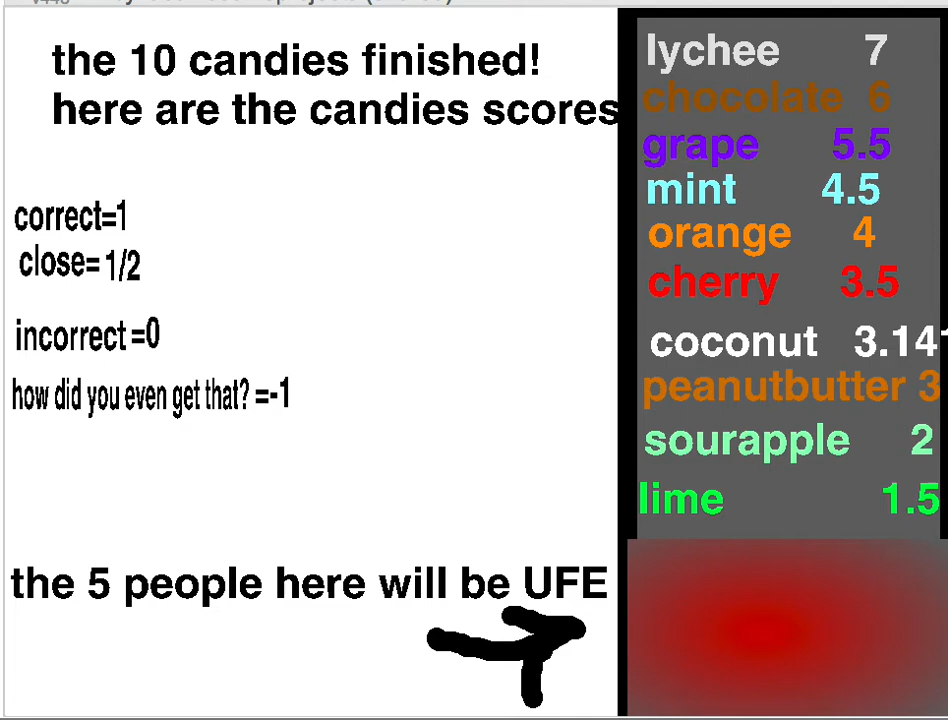 the 10 candies finished!
here are the candies scores
correct=1
close= 1/2
incorrect =0
how did you even get that? =-1
the 5 people here will be UFE
lychee 7
chocolate 6
grape 5.5
mint 4.5
orange 4
cherry 3.5
coconut 3.14
peanutbutter 3
sourapple 2
lime 1.5